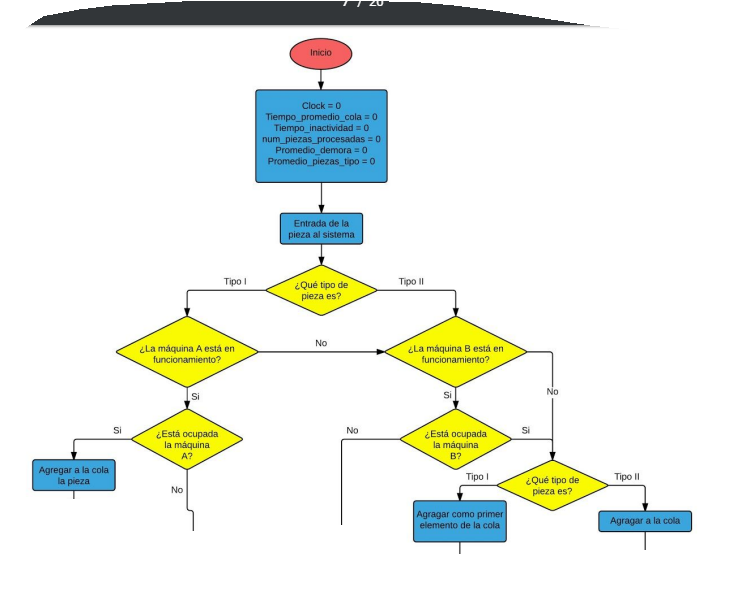 7 / 20
Inicio
Clock = 0
Tiempo_promedio_cola = 0
Tiempo_inactividad = 0
num_piezas_procesadas = 0
Promedio_demora = 0
Promedio_piezas_tipo = 0
Entrada de la
pieza al sistema
Tipo I
¿Qué tipo de
pieza es?
Tipo II
¿La máquina A está en
funcionamiento?
No
¿La máquina B está en
funcionamiento?
Si
Si
No
Si
¿Está ocupada
la máquina
A?
No
¿Está ocupada
la máquina
B?
Si
Agregar a la cola
la pieza
No
Tipo I
¿Qué tipo de
pieza es?
Tipo II
Agragar como primer
elemento de la cola
Agragar a la cola